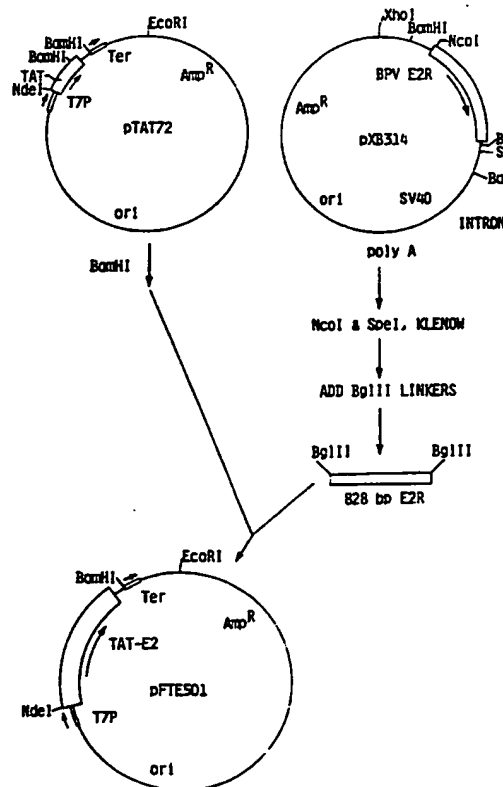 EcoRI
BamHI
BamHI
TAT
NdeI
T7P
Ter
AmpR
pTAT72
ori
XhoI
BamHI
NcoI
BPV E2R
AmpR
pXB314
ori
SV40
INTRON
poly A
BamHI
NcoI & SpeI, KLENOW
ADD BglII LINKERS
BglII
BglII
828 bp E2R
EcoRI
BamHI
Ter
AmpR
TAT-E2
pFTE501
NdeI
T7P
ori